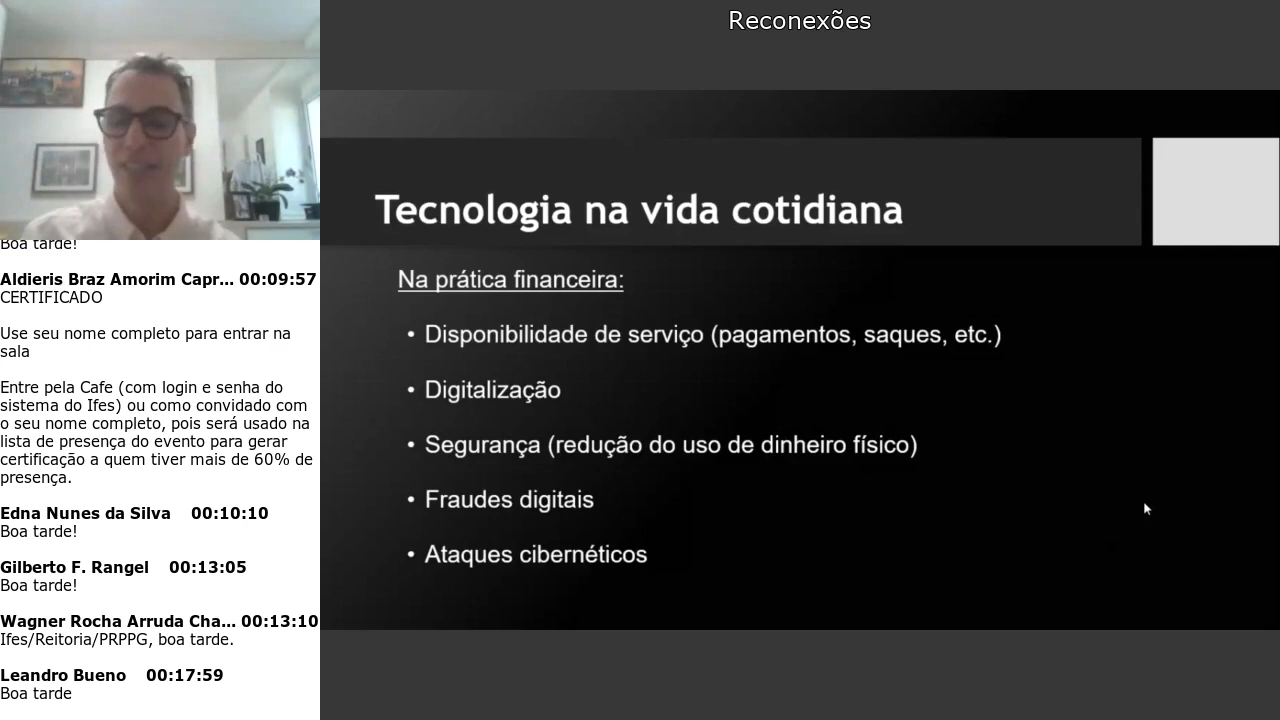 Reconexões
Boa tarde!
Aldieris Braz Amorim Capr... 00:09:57
CERTIFICADO
Use seu nome completo para entrar na
sala
Entre pela Cafe (com login e senha do
sistema do Ifes) ou como convidado com
o seu nome completo, pois será usado na
lista de presença do evento para gerar
certificação a quem tiver mais de 60% de
presença.
Edna Nunes da Silva 00:10:10
Boa tarde!
Gilberto F. Rangel 00:13:05
Boa tarde!
Wagner Rocha Arruda Cha... 00:13:10
Ifes/Reitoria/PRPPG, boa tarde.
Leandro Bueno 00:17:59
Boa tarde
Tecnologia na vida cotidiana
Na prática financeira:
• Disponibilidade de serviço (pagamentos, saques, etc.)
• Digitalização
• Segurança (redução do uso de dinheiro físico)
• Fraudes digitais
• Ataques cibernéticos